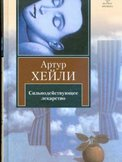 Артур
ХЕЙЛИ
Сильнодействующее
лекарство